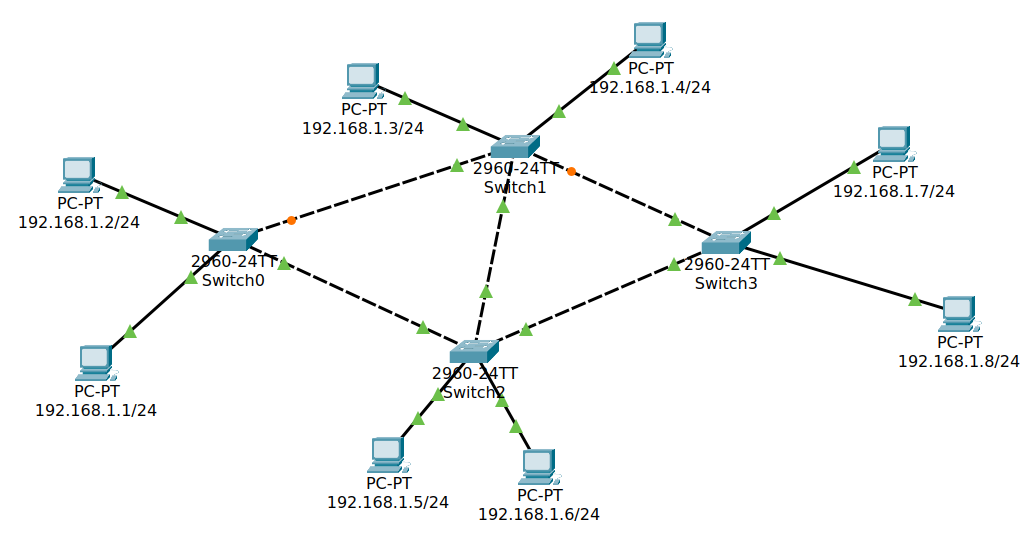 PC-PT
192.168.1.4/24
PC-PT
192.168.1.3/24
PC-PT
192.168.1.7/24
2960-24TT
Switch1
PC-PT
192.168.1.2/24
2960-24TT
Switch0
2960-24TT
Switch3
PC-PT
192.168.1.8/24
2960-24TT
Switch2
PC-PT
192.168.1.1/24
PC-PT
192.168.1.5/24
PC-PT
192.168.1.6/24